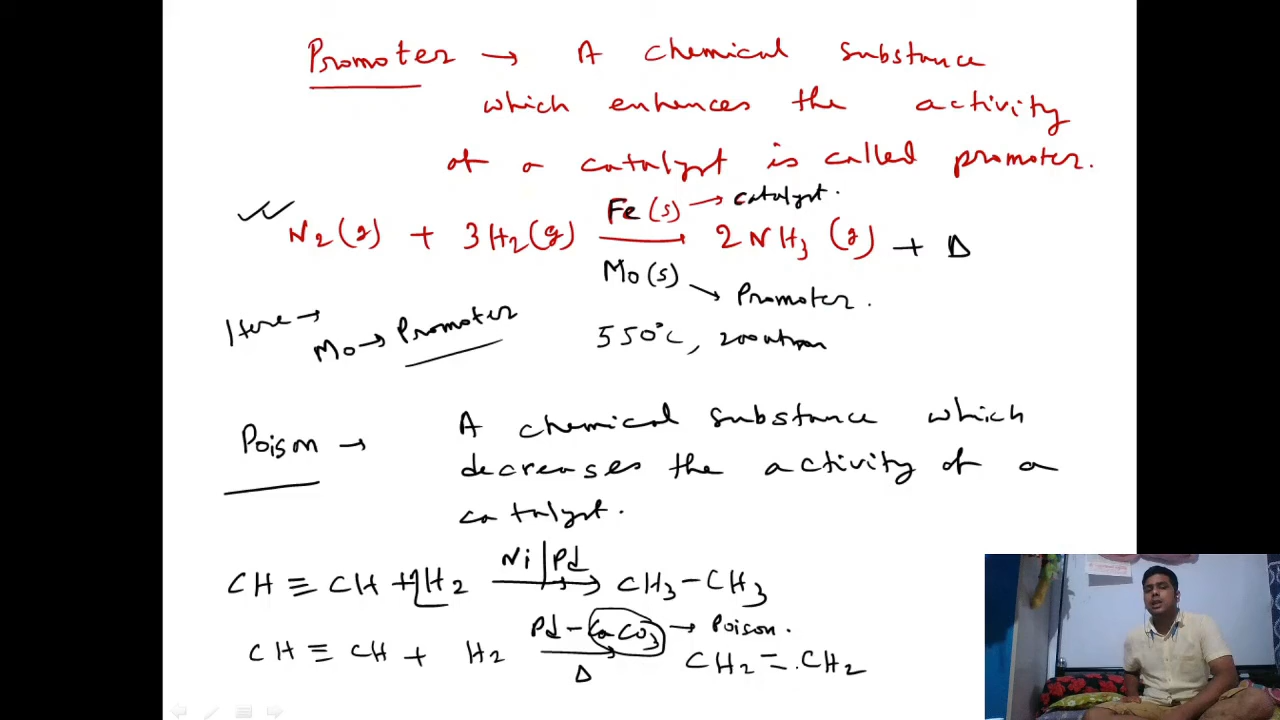 Promoter → A chemical substance
which enhances the activity
of a catalyst is called promoter.
Fe (s) → catalyst.
N2(g) + 3H2(g) → 2NH3 (g) + Δ
Mo(s) → Promoter.
Here →
Mo → Promoter
550°C, 200atm
Poison → A chemical substance which
decreases the activity of a
catalyst.
Ni | Pd
CH ≡ CH + 2H2 → CH3 - CH3
Pd - CaCO3 → Poison.
CH ≡ CH + H2 → CH2 = CH2
Δ